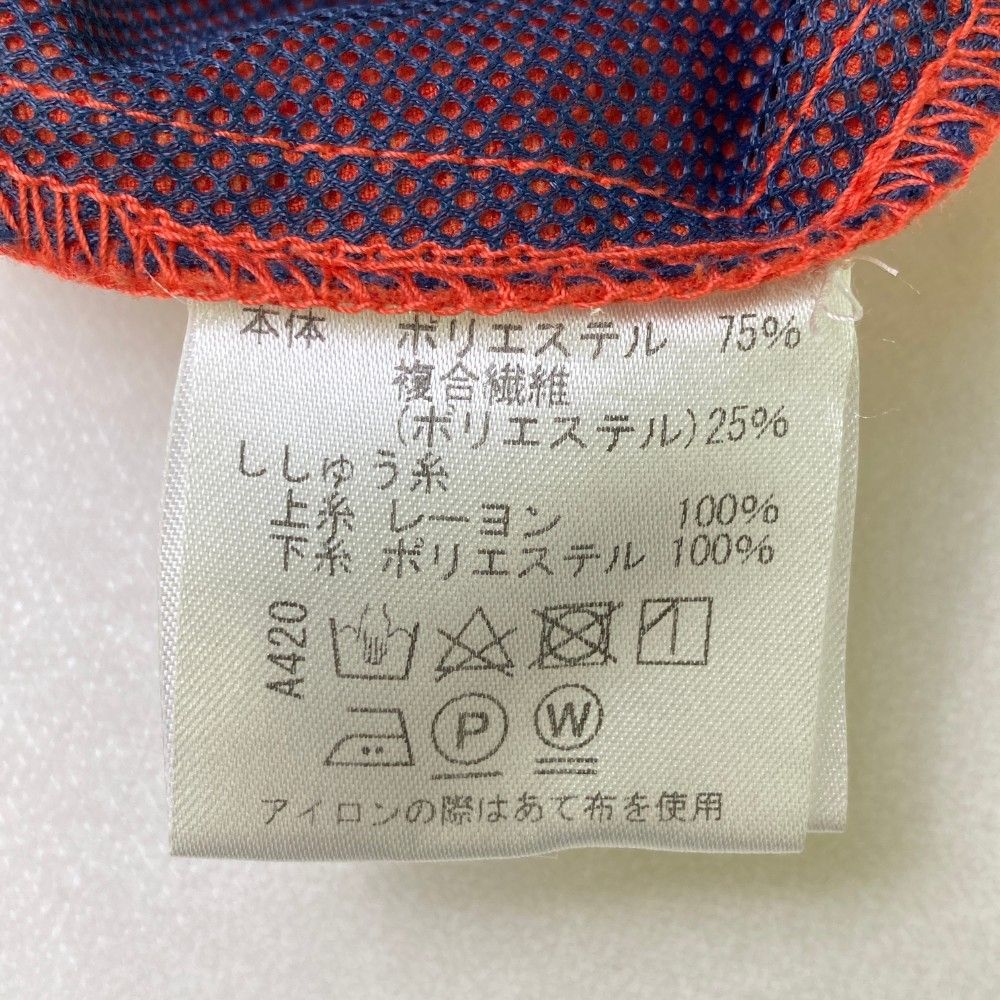 本体 ポリエステル 75%
複合繊維
(ポリエステル)25%
ししゅう糸
上糸 レーヨン 100%
下糸 ポリエステル 100%
A420
P W
アイロンの際はあて布を使用